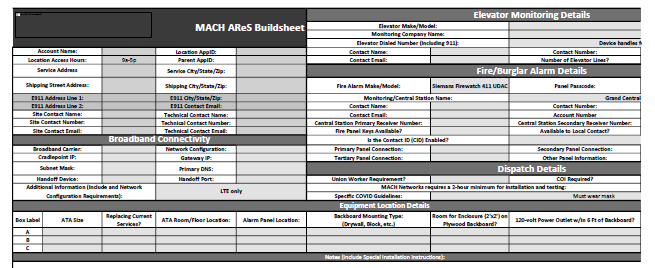 MACH AReS Buildsheet
Elevator Monitoring Details
Elevator Make/Model:
Monitoring Company Name:
Elevator Dialed Number (Including 911): Device handles f
Account Name: Location AppID: Contact Name: Contact Number:
Location Access Hours: 9a-5p Parent AppID: Contact Email: Number of Elevator Lines?
Service Address Service City/State/Zip: Fire/Burglar Alarm Details
Shipping Street Address: Shipping City/State/Zip: Fire Alarm Make/Model: Siemans Firewatch 411 UDAC Panel Passcode:
E911 Address Line 1: E911 City/State/Zip: Monitoring/Central Station Name: Grand Central
E911 Address Line 2: E911 Contact Email: Contact Name: Contact Number:
Site Contact Name: Technical Contact Name: Contact Email: Account Number
Site Contact Number: Technical Contact Number: Central Station Primary Receiver Number: Central Station Secondary Receiver Number:
Site Contact Email: Technical Contact Email: Fire Panel Keys Available? Available to Local Contact?
Broadband Connectivity Is the Contact ID (CID) Enabled?
Broadband Carrier: Network Configuration: Primary Panel Connection: Secondary Panel Connection:
Cradlepoint IP: Gateway IP: Tertiary Panel Connection: Other Panel Information:
Subnet Mask: Primary DNS: Dispatch Details
Handoff Device: Handoff Port: Union Worker Requirement? COI Required?
Additional Information (Include and Network Configuration Requirements): LTE only MACH Networks requires a 2-hour minimum for installation and testing:
Specific COVID Guidelines: Must wear mask
Equipment Location Details
Box Label ATA Size Replacing Current Services? ATA Room/Floor Location: Alarm Panel Location: Backboard Mounting Type: (Drywall, Block, etc.) Room for Enclosure (2'x2') on Plywood Backboard? 120-volt Power Outlet w/in 6 Ft of Backboard?
A
B
C
Notes (Include Special Installation Instructions):